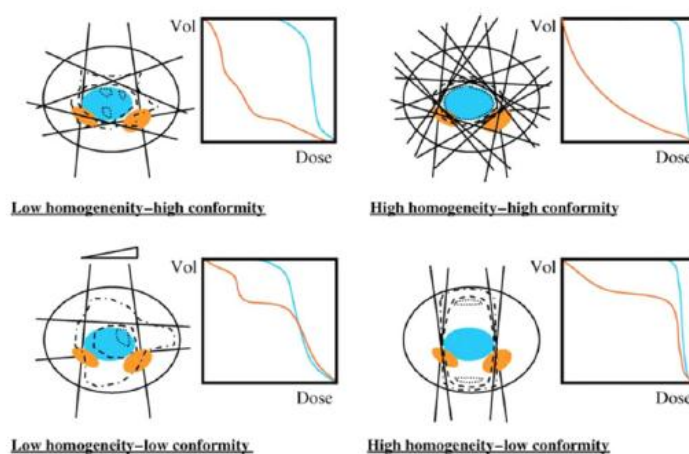 Vol
Dose
Low homogenenity–high conformity
Vol
Dose
High homogeneity–high conformity
Vol
Dose
Low homogeneity–low conformity
Vol
Dose
High homogeneity–low conformity